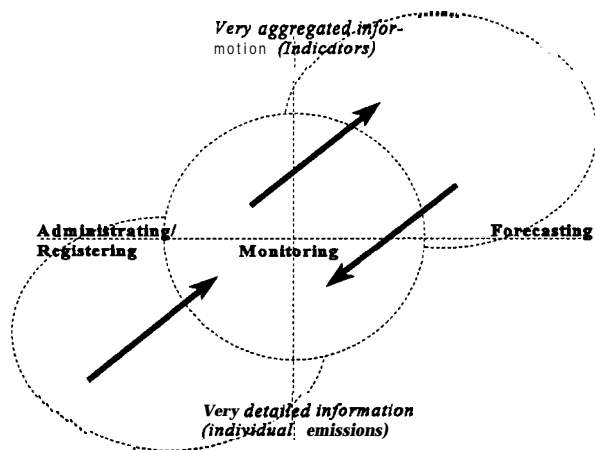 Very aggregated infor-
motion (Indicators)
Administrating/
Registering
Monitoring
Forecasting
Very detailed information
(individual emissions)